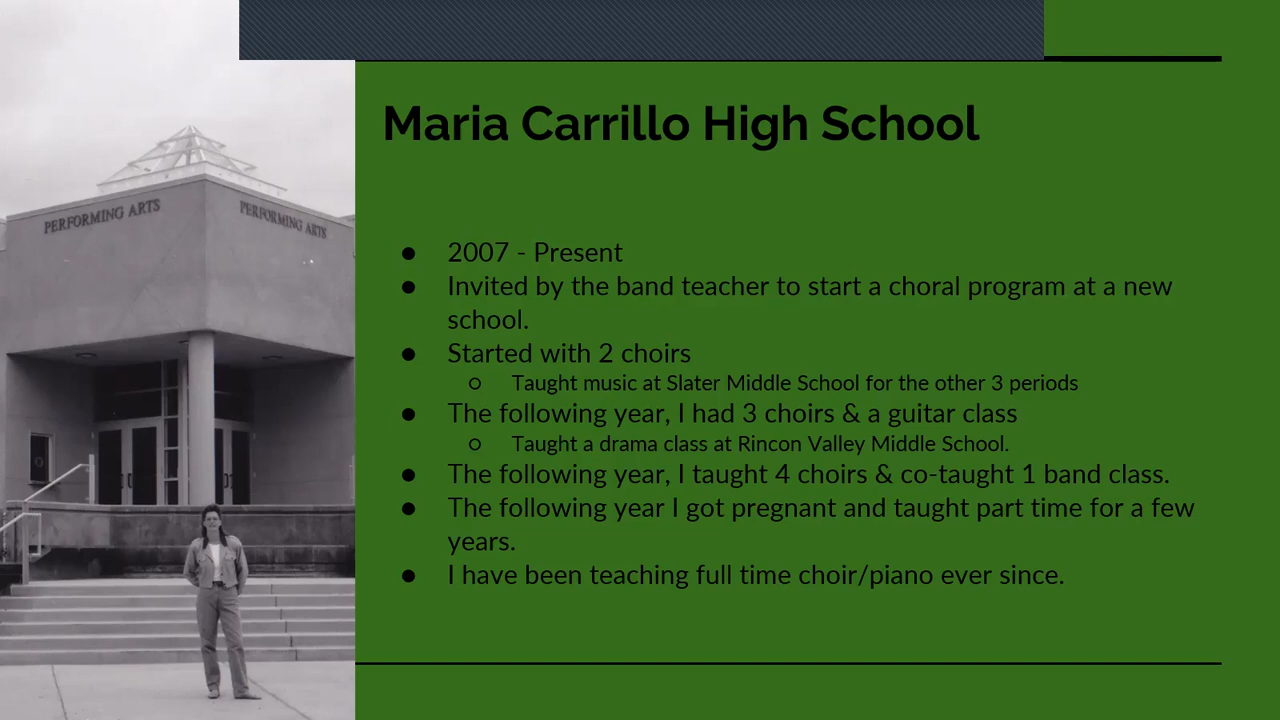 PERFORMING ARTS
PERFORMING ARTS
Maria Carrillo High School
● 2007 - Present
● Invited by the band teacher to start a choral program at a new
school.
● Started with 2 choirs
○ Taught music at Slater Middle School for the other 3 periods
● The following year, I had 3 choirs & a guitar class
○ Taught a drama class at Rincon Valley Middle School.
● The following year, I taught 4 choirs & co-taught 1 band class.
● The following year I got pregnant and taught part time for a few
years.
● I have been teaching full time choir/piano ever since.